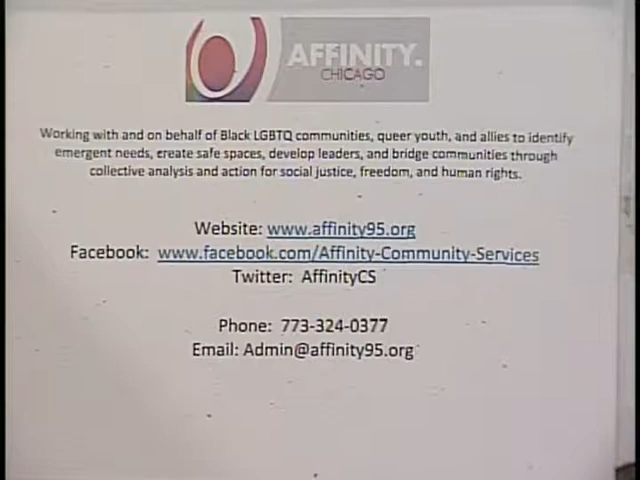 AFFINITY.
CHICAGO
Working with and on behalf of Black LGBTQ communities, queer youth, and allies to identify
emergent needs, create safe spaces, develop leaders, and bridge communities through
collective analysis and action for social justice, freedom, and human rights.
Website: www.affinity95.org
Facebook: www.facebook.com/Affinity-Community-Services
Twitter: AffinityCS
Phone: 773-324-0377
Email: Admin@affinity95.org